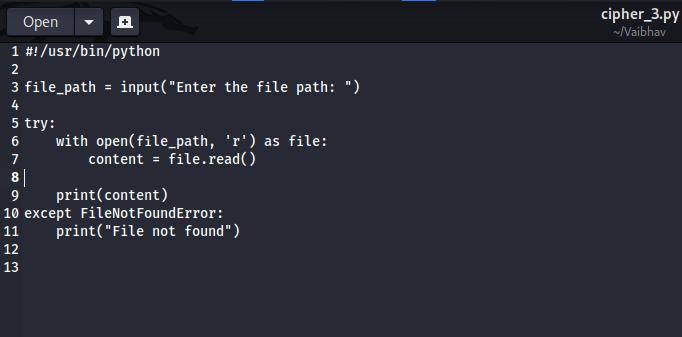 Open
cipher_3.py
~/Vaibhav
1 #!/usr/bin/python
2
3 file_path = input("Enter the file path: ")
4
5 try:
6     with open(file_path, 'r') as file:
7         content = file.read()
8
9     print(content)
10 except FileNotFoundError:
11     print("File not found")
12
13